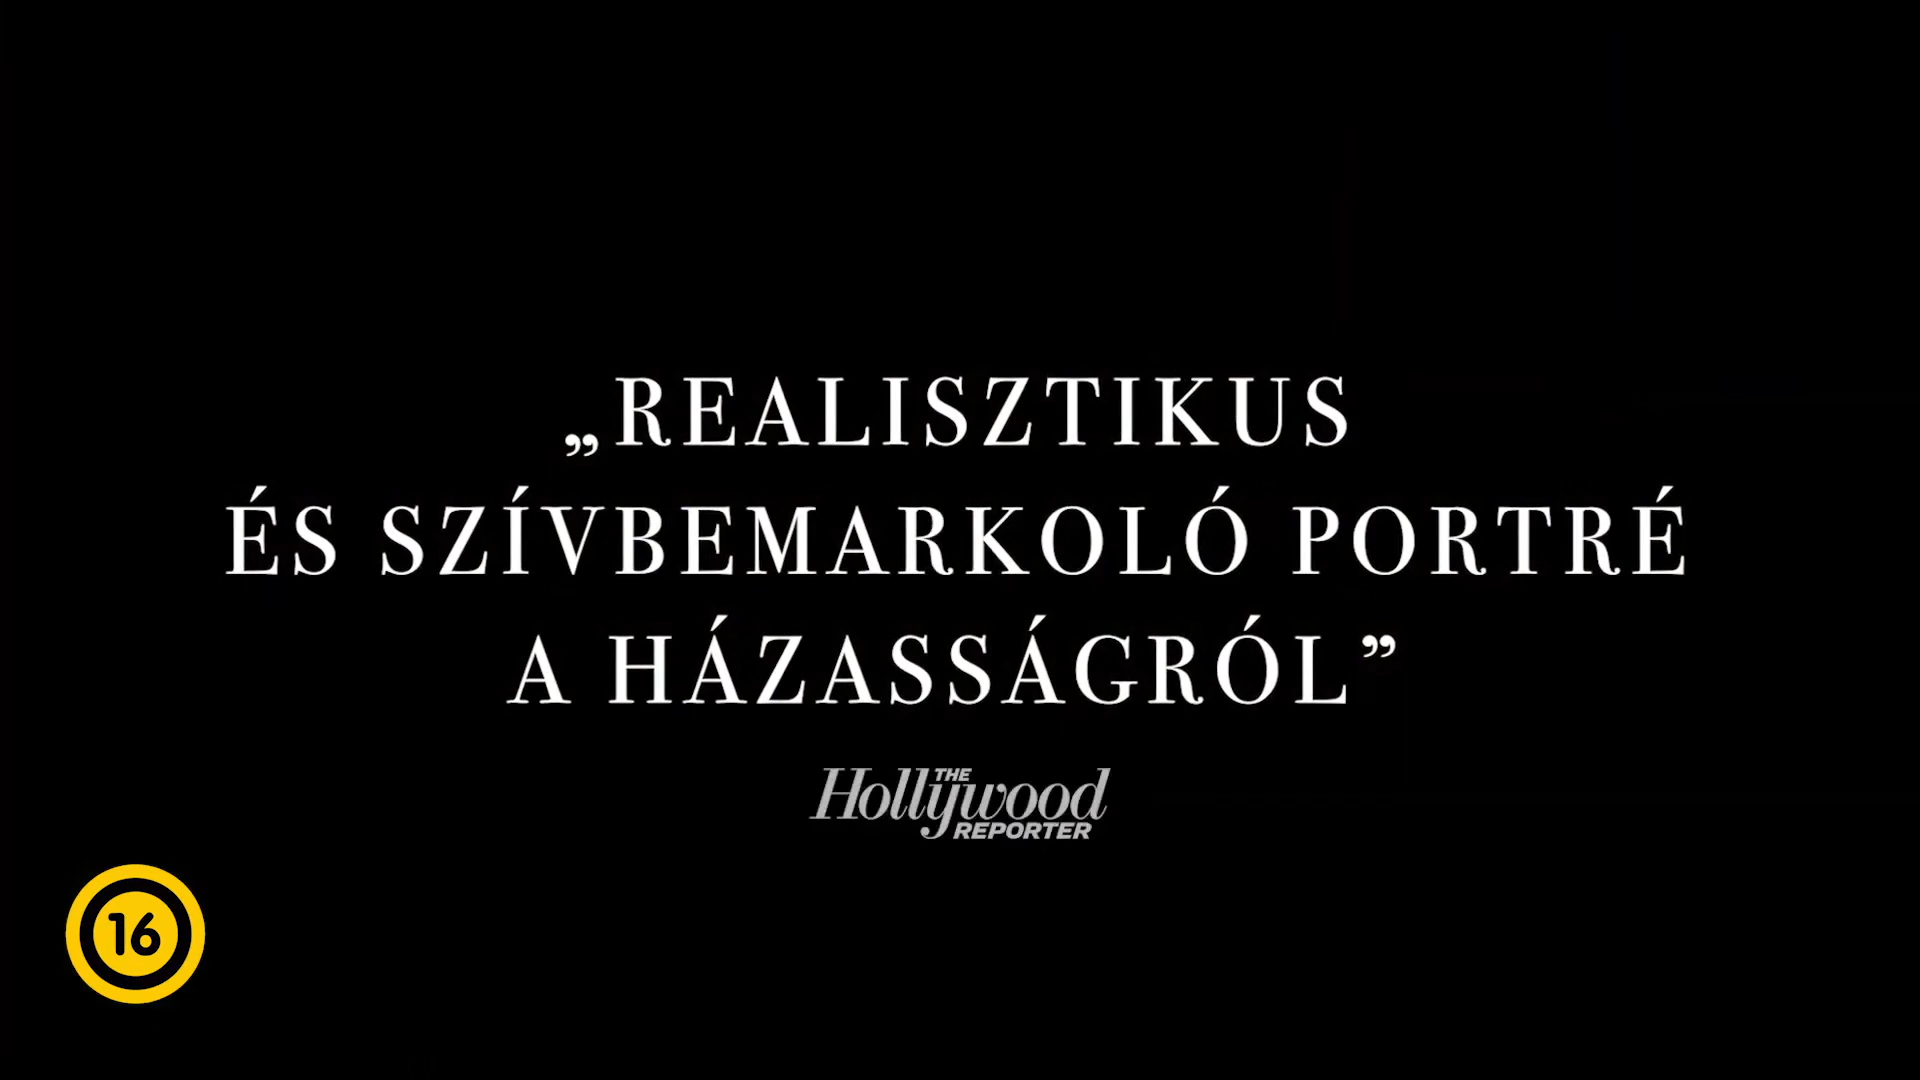 „REALISZTIKUS
ÉS SZÍVBEMARKOLÓ PORTRÉ
A HÁZASSÁGRÓL”
THE
Hollywood
REPORTER
16